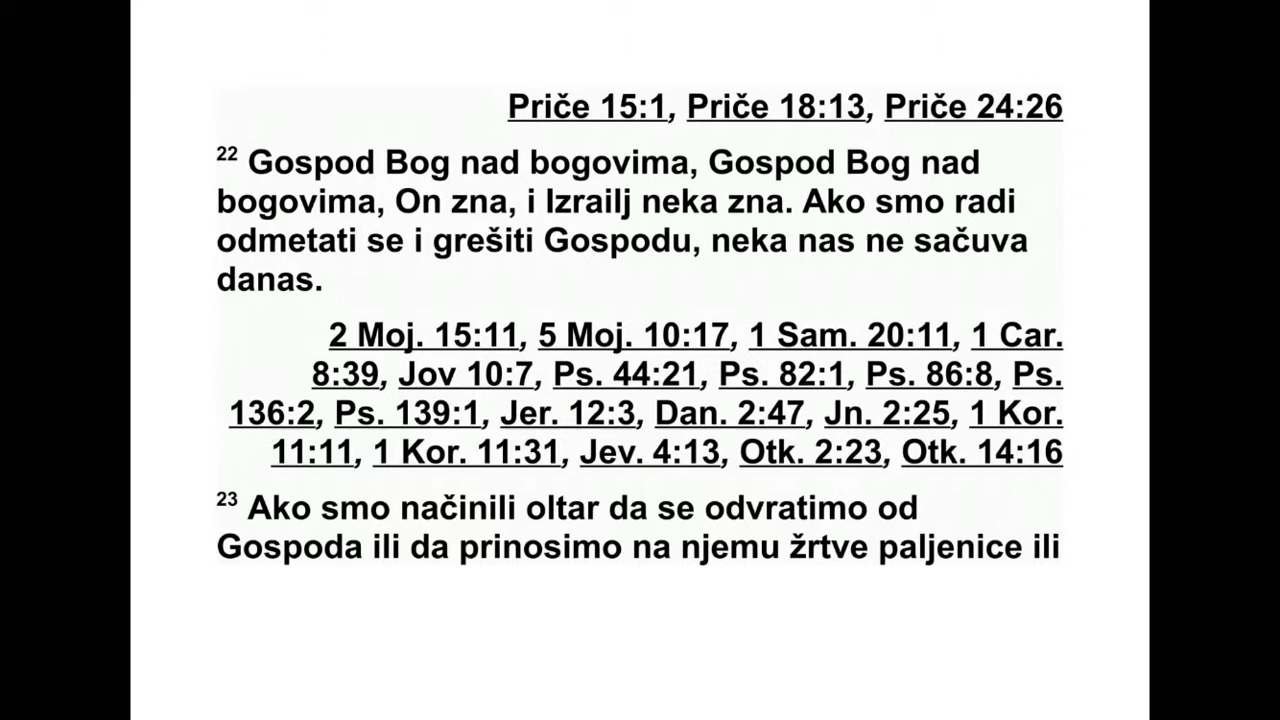 Priče 15:1, Priče 18:13, Priče 24:26
22 Gospod Bog nad bogovima, Gospod Bog nad
bogovima, On zna, i Izrailj neka zna. Ako smo radi
odmetati se i grešiti Gospodu, neka nas ne sačuva
danas.
2 Moj. 15:11, 5 Moj. 10:17, 1 Sam. 20:11, 1 Car.
8:39, Jov 10:7, Ps. 44:21, Ps. 82:1, Ps. 86:8, Ps.
136:2, Ps. 139:1, Jer. 12:3, Dan. 2:47, Jn. 2:25, 1 Kor.
11:11, 1 Kor. 11:31, Jev. 4:13, Otk. 2:23, Otk. 14:16
23 Ako smo načinili oltar da se odvratimo od
Gospoda ili da prinosimo na njemu žrtve paljenice ili